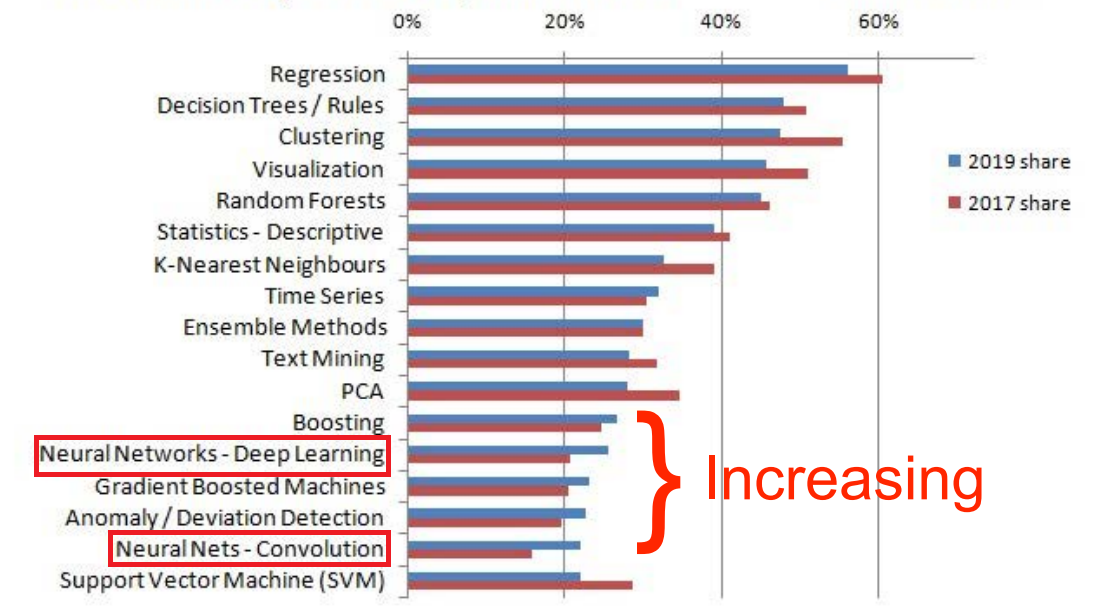 0% 20% 40% 60%
Regression
Decision Trees / Rules
Clustering
Visualization
2019 share
Random Forests
2017 share
Statistics - Descriptive
K-Nearest Neighbours
Time Series
Ensemble Methods
Text Mining
PCA
Boosting
Neural Networks - Deep Learning
Increasing
Gradient Boosted Machines
Anomaly / Deviation Detection
Neural Nets - Convolution
Support Vector Machine (SVM)